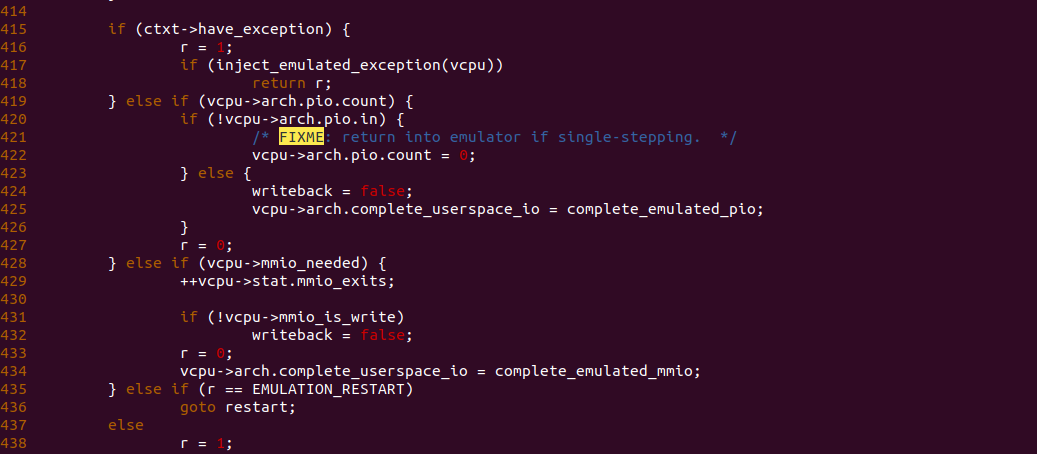 414
415         if (ctxt->have_exception) {
416                 r = 1;
417                 if (inject_emulated_exception(vcpu))
418                         return r;
419         } else if (vcpu->arch.pio.count) {
420                 if (!vcpu->arch.pio.in) {
421                         /* FIXME: return into emulator if single-stepping.  */
422                         vcpu->arch.pio.count = 0;
423                 } else {
424                         writeback = false;
425                         vcpu->arch.complete_userspace_io = complete_emulated_pio;
426                 }
427                 r = 0;
428         } else if (vcpu->mmio_needed) {
429                 ++vcpu->stat.mmio_exits;
430
431                 if (!vcpu->mmio_is_write)
432                         writeback = false;
433                 r = 0;
434                 vcpu->arch.complete_userspace_io = complete_emulated_mmio;
435         } else if (r == EMULATION_RESTART)
436                 goto restart;
437         else
438                 r = 1;